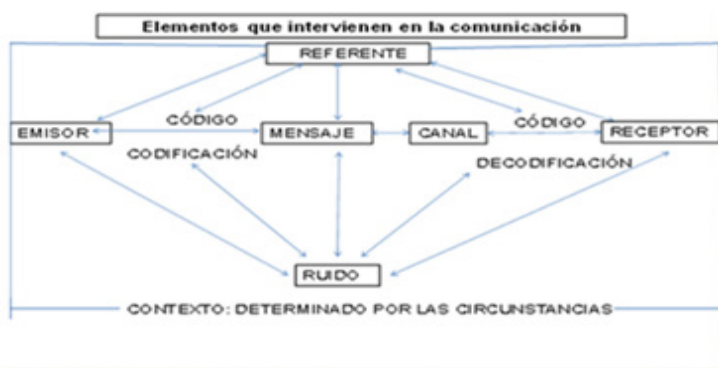 Elementos que intervienen en la comunicación
REFERENTE
CÓDIGO
CÓDIGO
EMISOR
MENSAJE
CANAL
RECEPTOR
CODIFICACIÓN
DECODIFICACIÓN
RUIDO
CONTEXTO: DETERMINADO POR LAS CIRCUNSTANCIAS